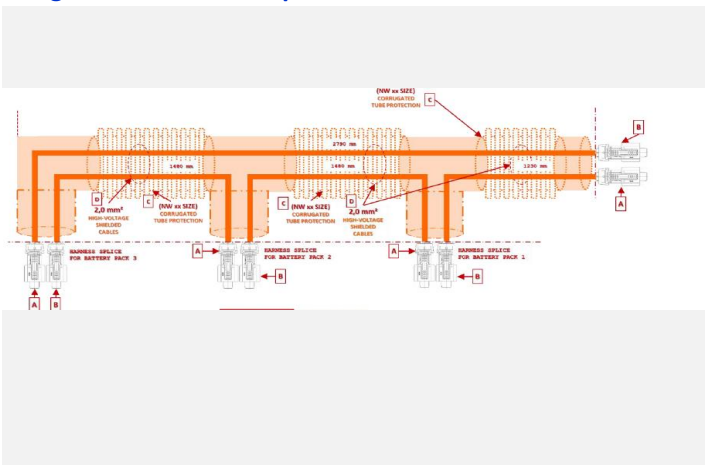 (NW xx SIZE)
CORRUGATED
TUBE PROTECTION
C
B
2780 mm
1480 mm
1480 mm
1230 mm
A
D
2,0 mm²
HIGH-VOLTAGE
SHIELDED
CABLES
C
(NW xx SIZE)
CORRUGATED
TUBE PROTECTION
C
(NW xx SIZE)
CORRUGATED
TUBE PROTECTION
D
2,0 mm²
HIGH-VOLTAGE
SHIELDED
CABLES
HARNESS SPLICE
FOR BATTERY PACK 3
A
HARNESS SPLICE
FOR BATTERY PACK 2
B
A
HARNESS SPLICE
FOR BATTERY PACK 1
B
A
B